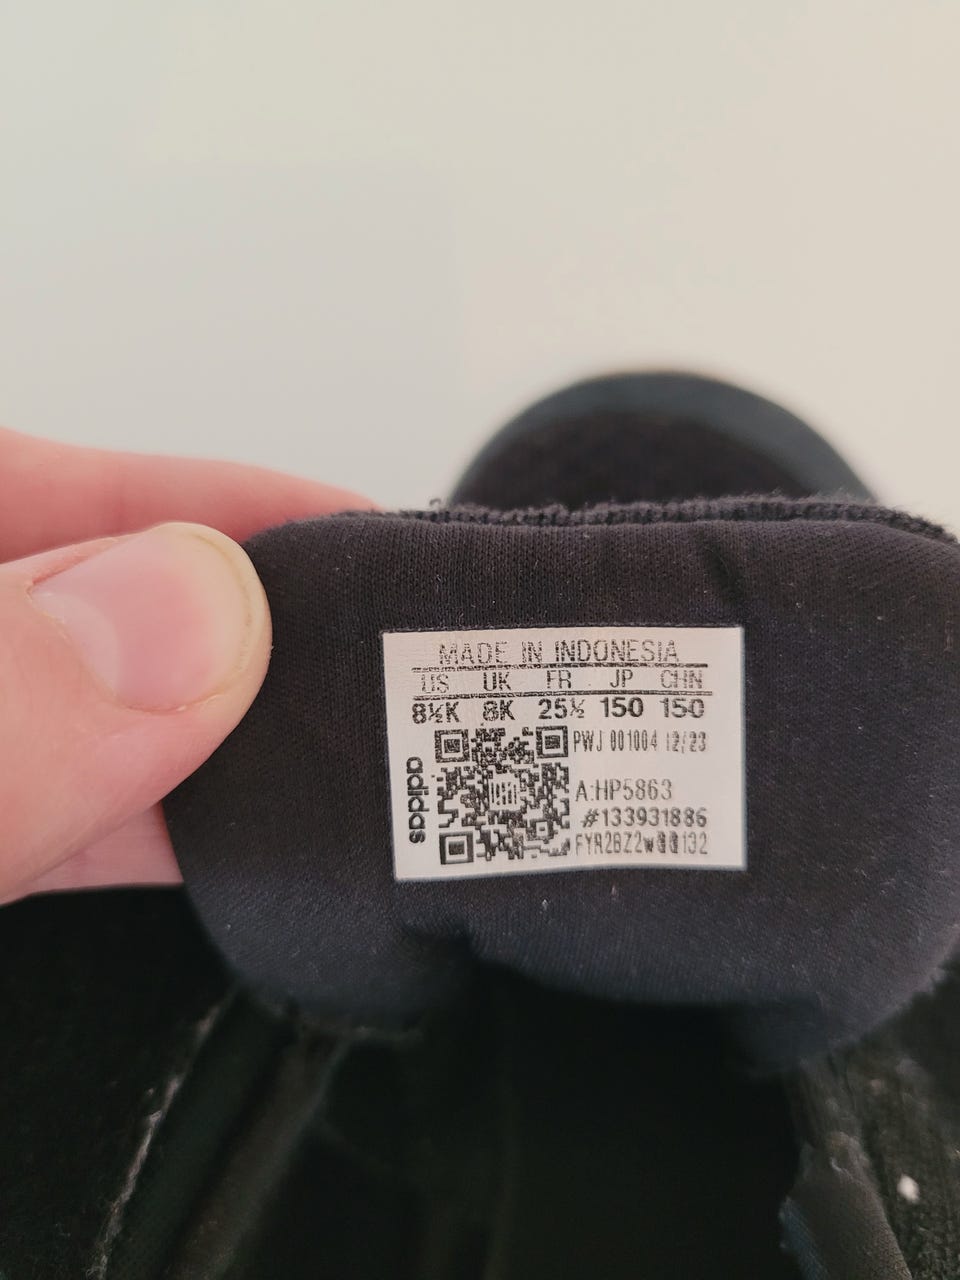 MADE IN INDONESIA
US UK FR JP CHN
8½K 8K 25½ 150 150
PWJ 001004 12/23
A:HP5863
#133931886
adidas